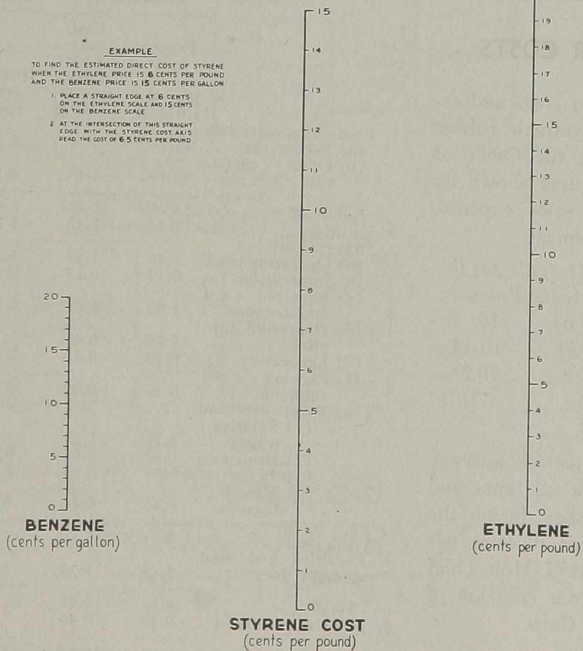 EXAMPLE
TO FIND THE ESTIMATED DIRECT COST OF STYRENE
WHEN THE ETHYLENE PRICE IS 6 CENTS PER POUND
AND THE BENZENE PRICE IS 15 CENTS PER GALLON
1. PLACE A STRAIGHT EDGE AT 6 CENTS
ON THE ETHYLENE SCALE AND 15 CENTS
ON THE BENZENE SCALE
2 AT THE INTERSECTION OF THIS STRAIGHT
EDGE WITH THE STYRENE COST AXIS
READ THE COST OF 6.5 CENTS PER POUND
20
15
10
5
0
BENZENE
(cents per gallon)
15
14
13
12
11
10
9
8
7
6
5
4
3
2
1
0
STYRENE COST
(cents per pound)
19
18
17
16
15
14
13
12
11
10
9
8
7
6
5
4
3
2
1
0
ETHYLENE
(cents per pound)